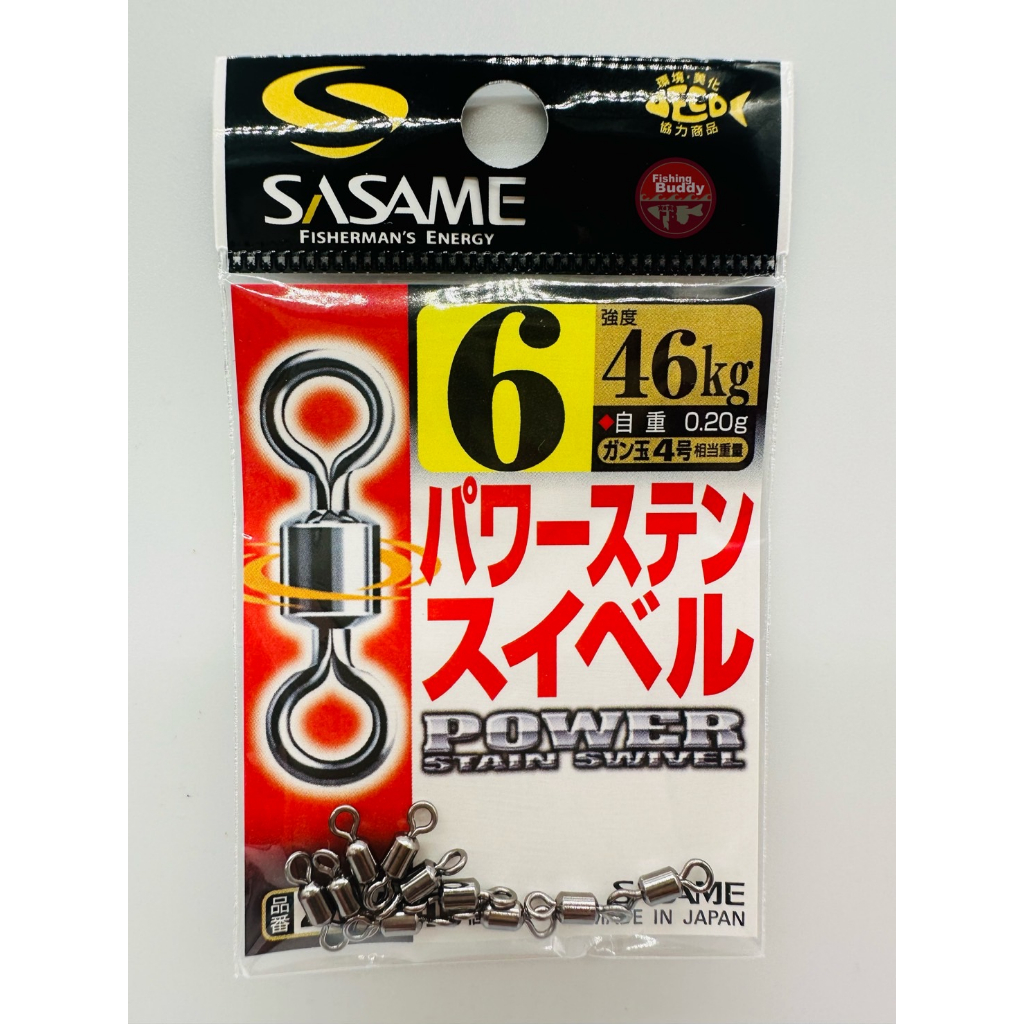 環境・美化
協力商品
Fishing
Buddy
SASAME
FISHERMAN'S ENERGY
6
強度
46kg
◆自重 0.20g
ガン玉4号相当重量
パワーステン
スイベル
POWER
STAIN SWIVEL
品番
MADE IN JAPAN